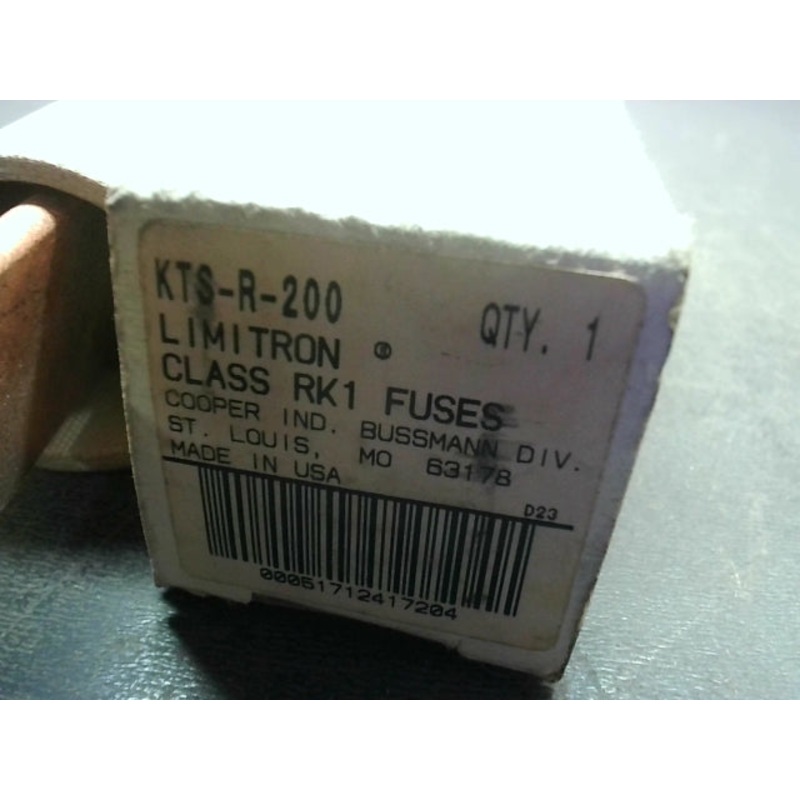 KTS-R-200 QTY. 1
LIMITRON ®
CLASS RK1 FUSES
COOPER IND. BUSSMANN DIV.
ST. LOUIS, MO 63178
MADE IN USA
D23
00051712417204